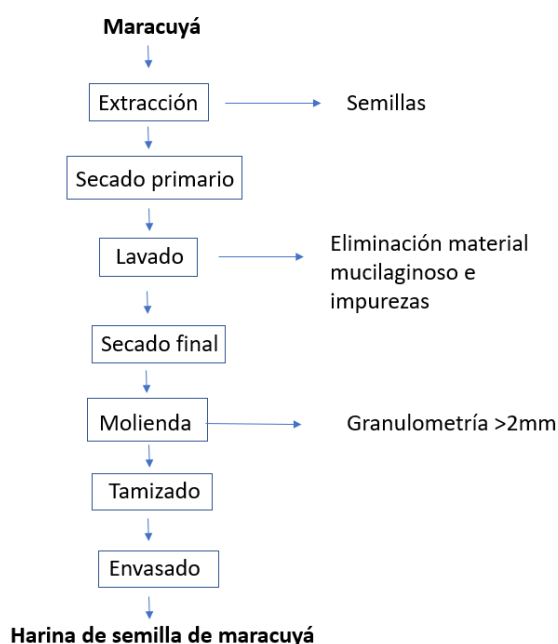 Maracuyá
Extracción
Semillas
Secado primario
Lavado
Eliminación material
mucilaginoso e
impurezas
Secado final
Molienda
Granulometría >2mm
Tamizado
Envasado
Harina de semilla de maracuyá